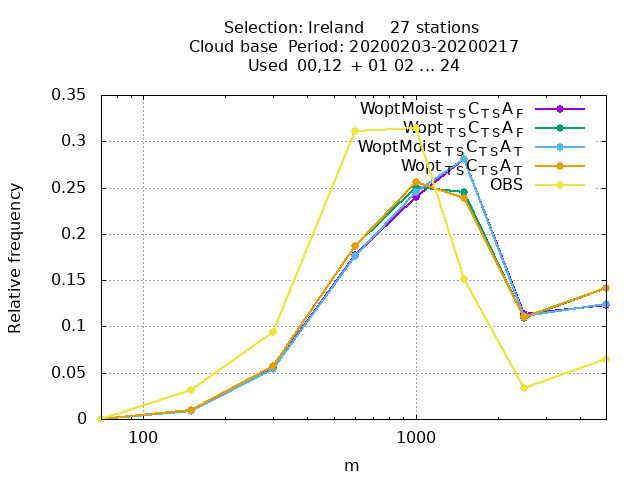 Selection: Ireland 27 stations
Cloud base Period: 20200203-20200217
Used 00,12 + 01 02 ... 24
0.35
0.3
0.25
0.2
0.15
0.1
0.05
0
Relative frequency
WoptMoist TS C TS A F
Wopt TS C TS A F
WoptMoist TS C TS A T
Wopt TS C TS A T
OBS
100 1000
m